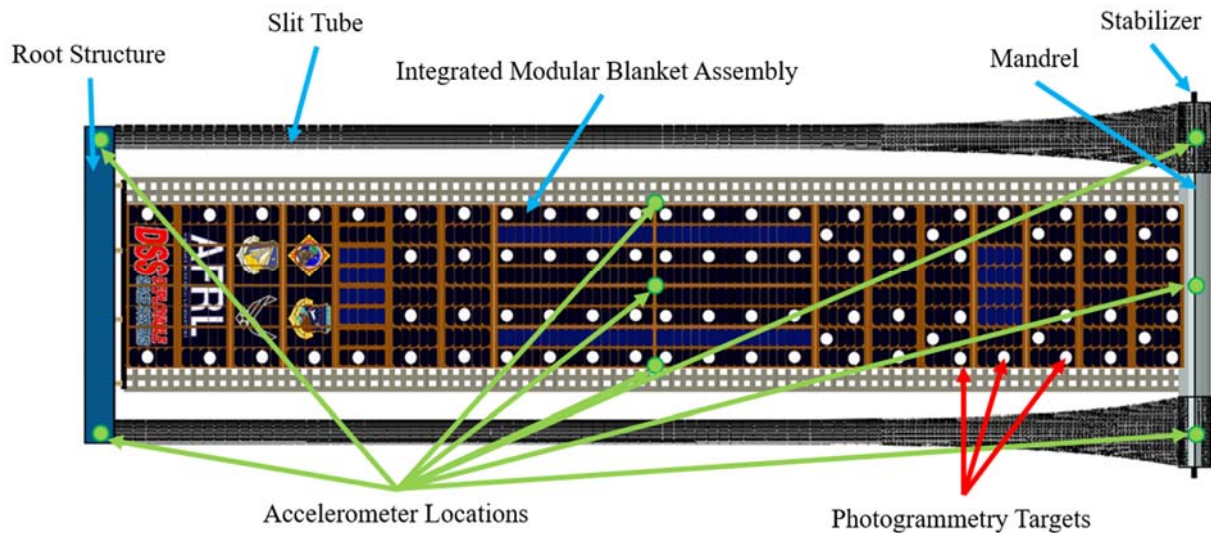 Slit Tube
Stabilizer
Root Structure
Integrated Modular Blanket Assembly
Mandrel
DSS
AFRL
Accelerometer Locations
Photogrammetry Targets